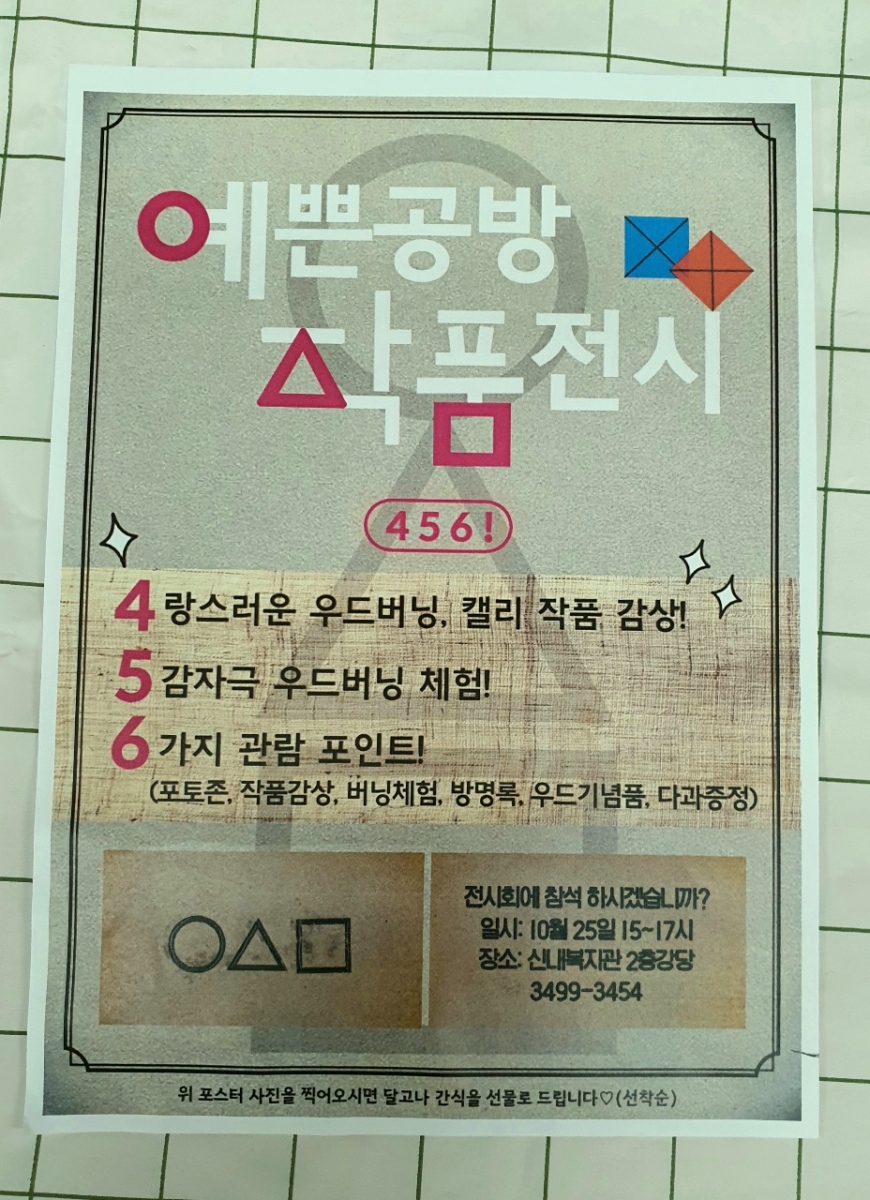 예쁜공방
작품전시
456!
4랑스러운 우드버닝, 캘리 작품 감상!
5감자극 우드버닝 체험!
6가지 관람 포인트!
(포토존, 작품감상, 버닝체험, 방명록, 우드기념품, 다과증정)
전시회에 참석 하시겠습니까?
일시: 10월 25일 15~17시
장소: 신내복지관 2층강당
3499-3454
위 포스터 사진을 찍어오시면 달고나 간식을 선물로 드립니다♡(선착순)